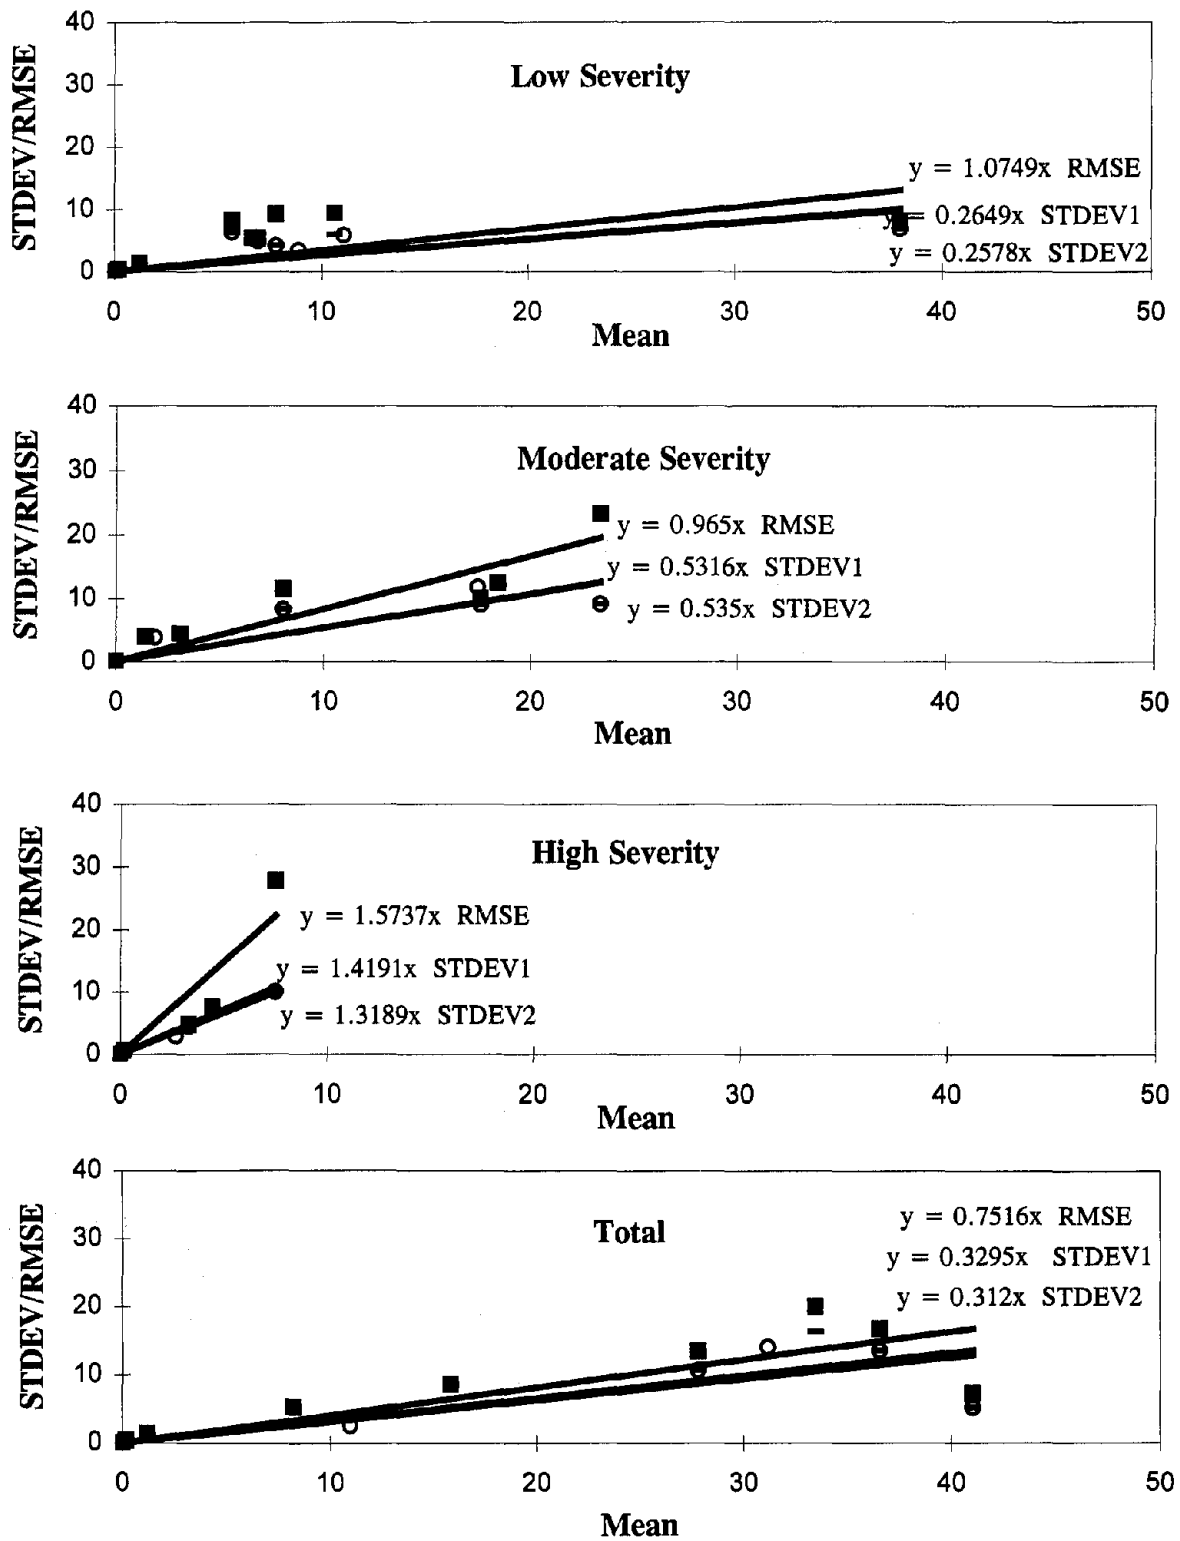 40
30
20
10
0
STDEV/RMSE
Low Severity
y = 1.0749x RMSE
y = 0.2649x STDEV1
y = 0.2578x STDEV2
0 10 20 30 40 50
Mean
40
30
20
10
0
STDEV/RMSE
Moderate Severity
y = 0.965x RMSE
y = 0.5316x STDEV1
y = 0.535x STDEV2
0 10 20 30 40 50
Mean
40
30
20
10
0
STDEV/RMSE
High Severity
y = 1.5737x RMSE
y = 1.4191x STDEV1
y = 1.3189x STDEV2
0 10 20 30 40 50
Mean
40
30
20
10
0
STDEV/RMSE
Total
y = 0.7516x RMSE
y = 0.3295x STDEV1
y = 0.312x STDEV2
0 10 20 30 40 50
Mean